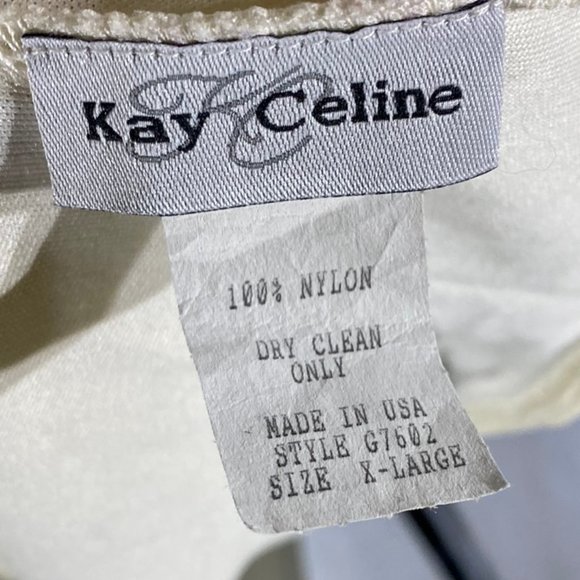 Kay Celine
100% NYLON
DRY CLEAN
ONLY
MADE IN USA
STYLE G7602
SIZE X-LARGE